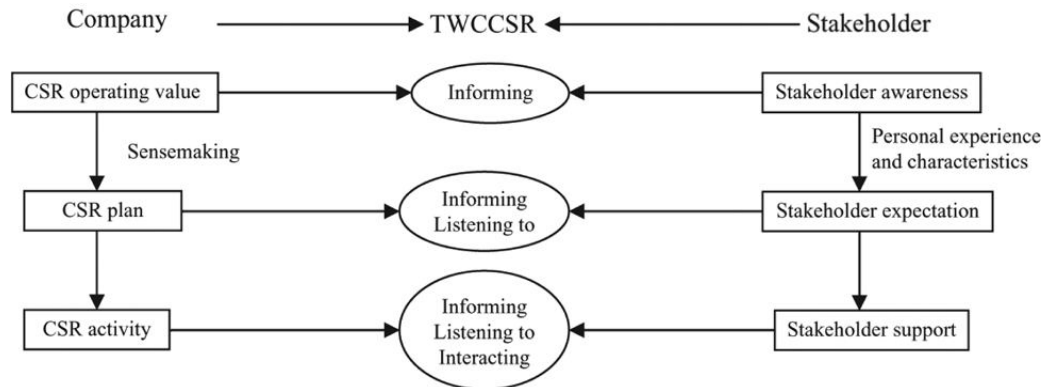 Company
TWCCSR
Stakeholder
CSR operating value
Informing
Stakeholder awareness
Sensemaking
Personal experience
and characteristics
CSR plan
Informing
Listening to
Stakeholder expectation
CSR activity
Informing
Listening to
Interacting
Stakeholder support